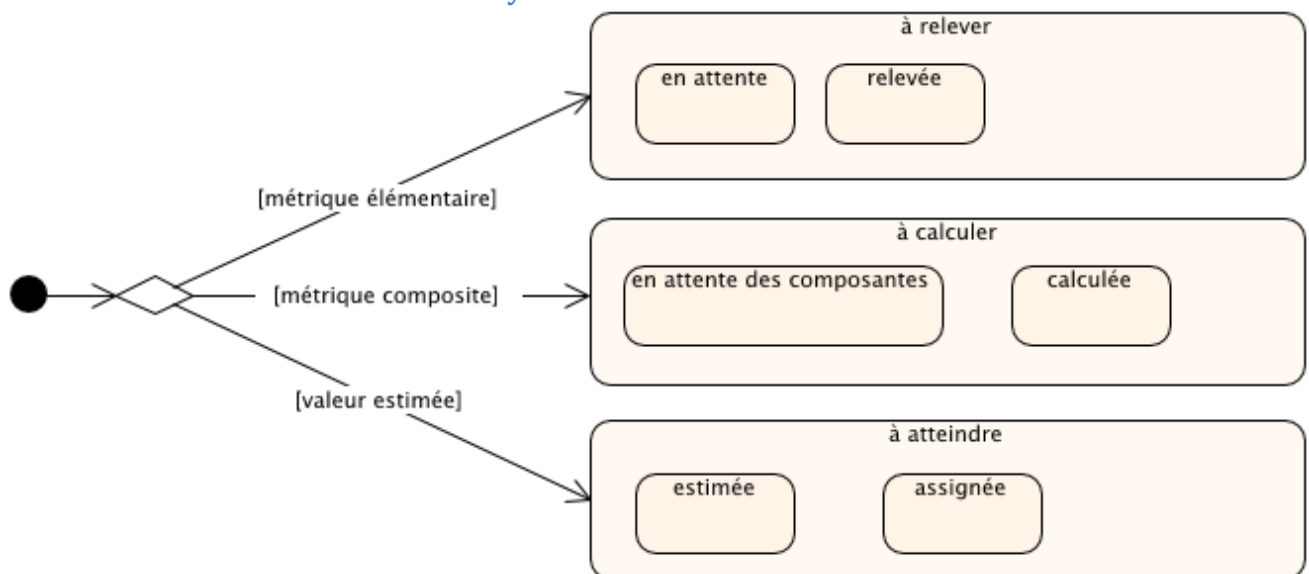 à relever
en attente
relevée
[métrique élémentaire]
à calculer
en attente des composantes
calculée
[métrique composite]
[valeur estimée]
à atteindre
estimée
assignée